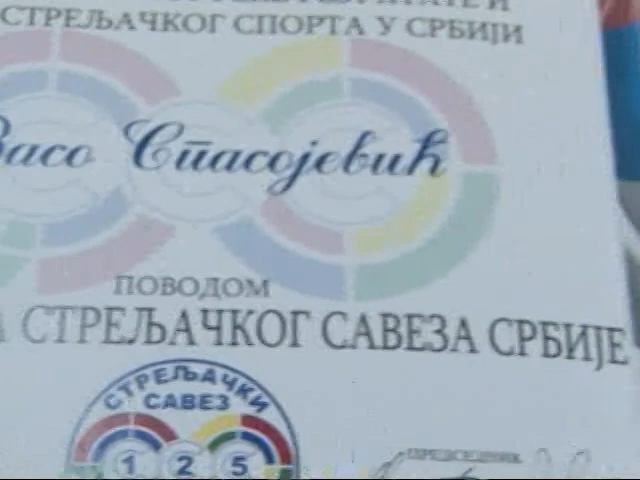 СТРЕЉАЧКОГ СПОРТА У СРБИЈИ
Васо Спасојевић
ПОВОДОМ
СТРЕЉАЧКОГ САВЕЗА СРБИЈЕ
СТРЕЉАЧКИ
САВЕЗ
1 2 5
ПРЕДСЕДНИК